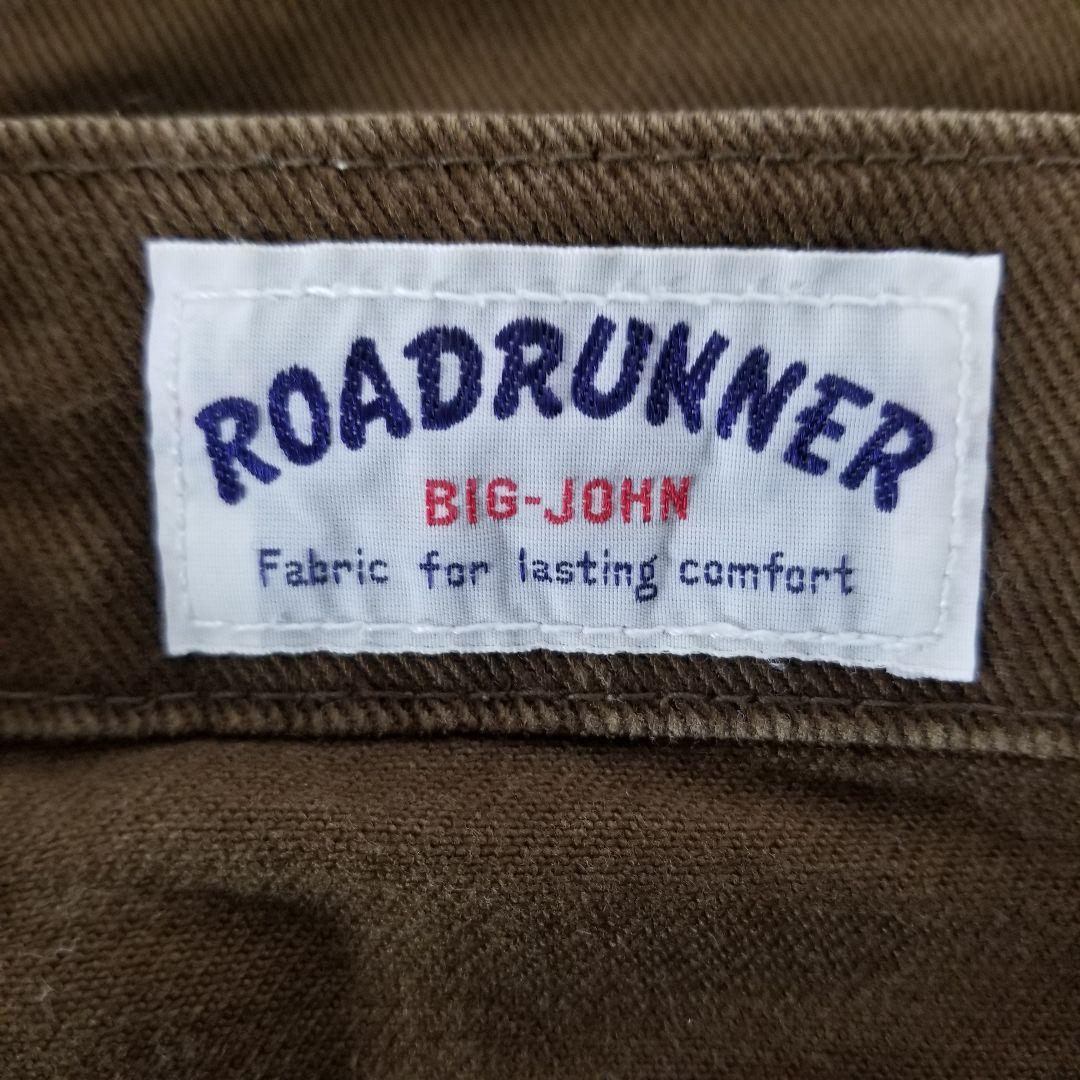 ROADRUNNER
BIG-JOHN
Fabric for lasting comfort